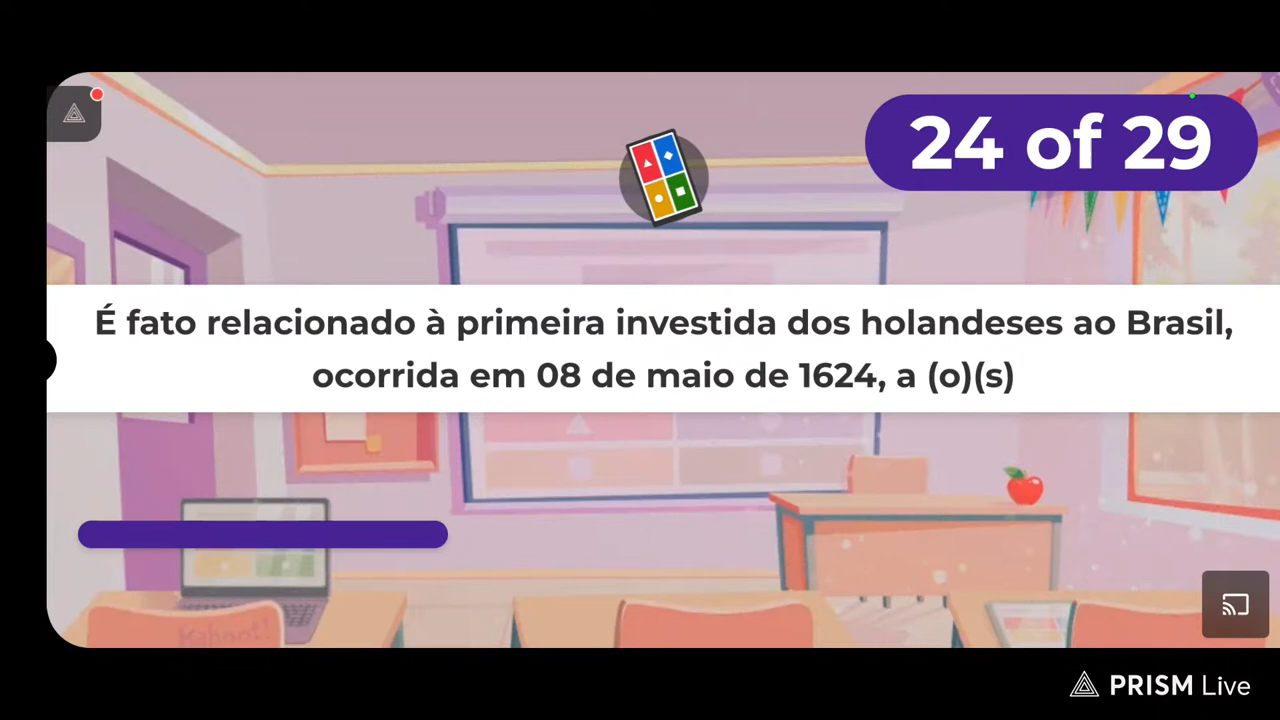 24 of 29
É fato relacionado à primeira investida dos holandeses ao Brasil,
ocorrida em 08 de maio de 1624, a (o)(s)
Kahoot!
PRISM Live